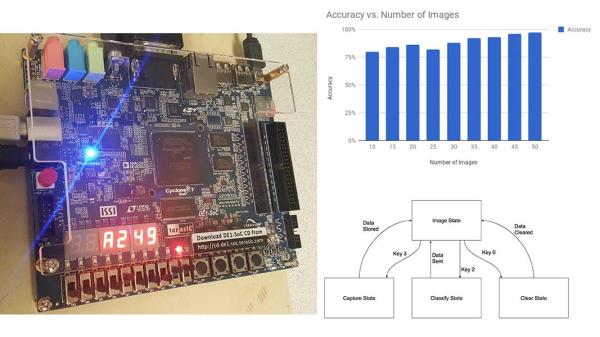 Accuracy vs. Number of Images
Accuracy
100%
75%
50%
25%
0%
10 15 20 25 30 35 40 45 50
Accuracy
Number of Images
ISSI
Cyclone V
SoC
DE1-SoC
terasIC
A249
Download DE1-SoC CD from
http://cd-de1-soc.terasic.com
Image State
Data
Stored
Key 3
Data
Sent
Key 2
Key 0
Data
Cleared
Capture State
Classify State
Clear State